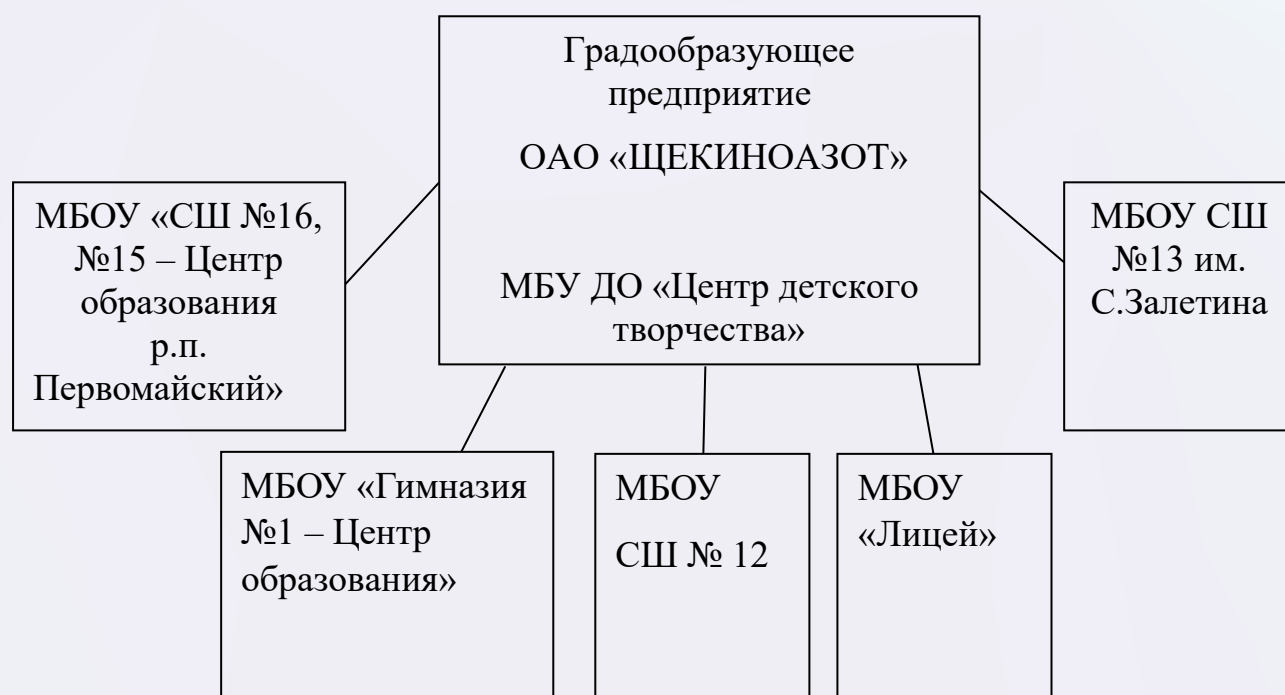 Градообразующее
предприятие
ОАО «ЩЕКИНОАЗОТ»
МБУ ДО «Центр детского
творчества»
МБОУ «СШ №16,
№15 – Центр
образования
р.п.
Первомайский»
МБОУ СШ
№13 им.
С.Залетина
МБОУ «Гимназия
№1 – Центр
образования»
МБОУ
СШ № 12
МБОУ
«Лицей»